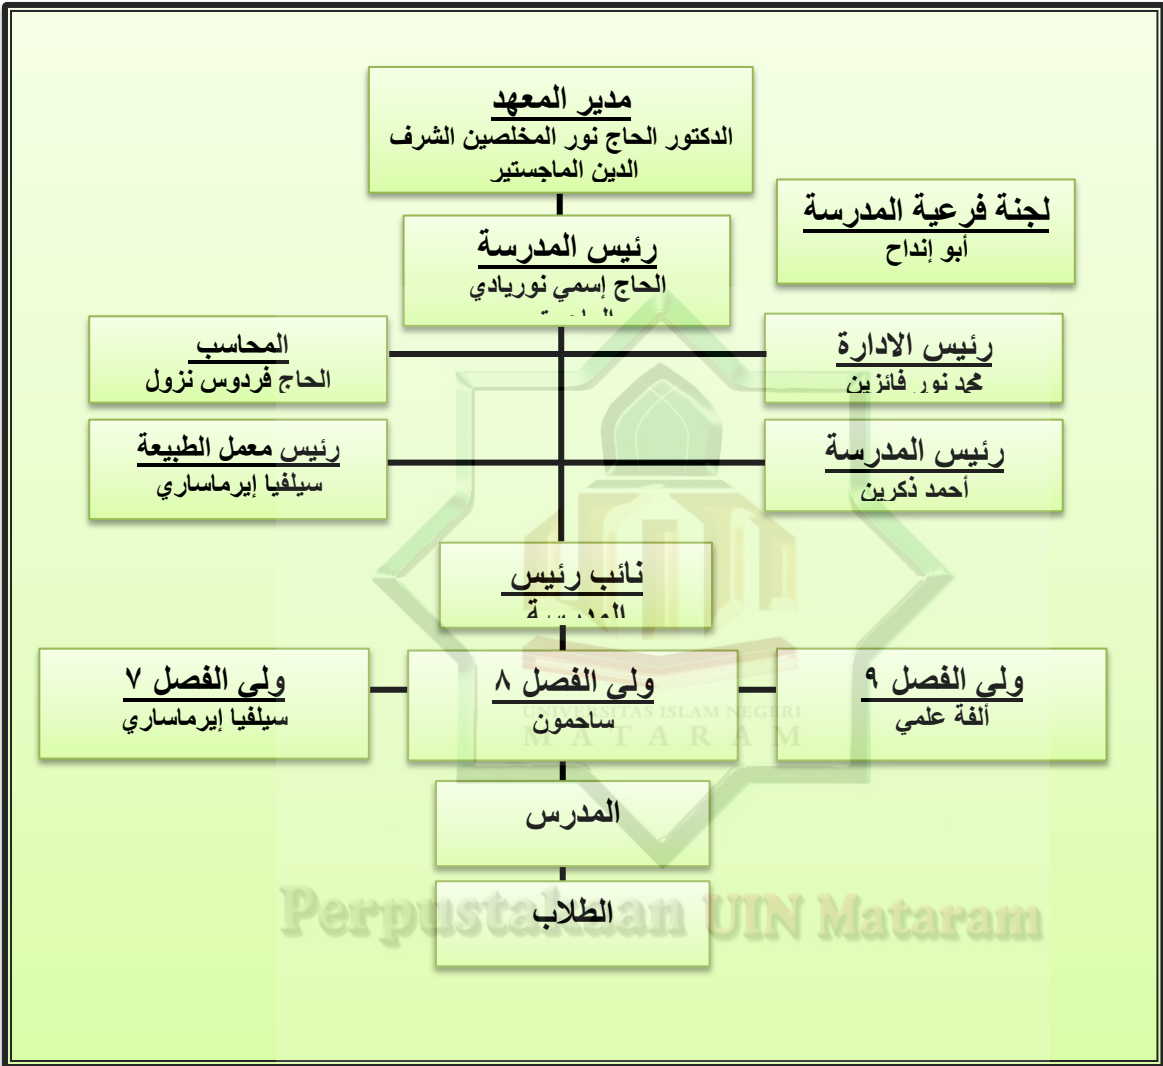 مدير المعهد
الدكتور الحاج نور المخلصين الشرف
الدين الماجستير
لجنة فرعية المدرسة
أبو إنداح
رئيس المدرسة
الحاج إسمي نوريادي
رئيس الادارة
محمد نور فائزين
المحاسب
الحاج فردوس نزول
رئيس المدرسة
أحمد ذكرين
رئيس معمل الطبيعة
سيلفيا إيرماساري
نائب رئيس
المدرسة
ولي الفصل ٩
ألفة علمي
ولي الفصل ٨
ساحمون
ولي الفصل ٧
سيلفيا إيرماساري
UNIVERSITAS ISLAM NEGERI
MATARAM
المدرس
الطلاب
Perpustakaan UIN Mataram